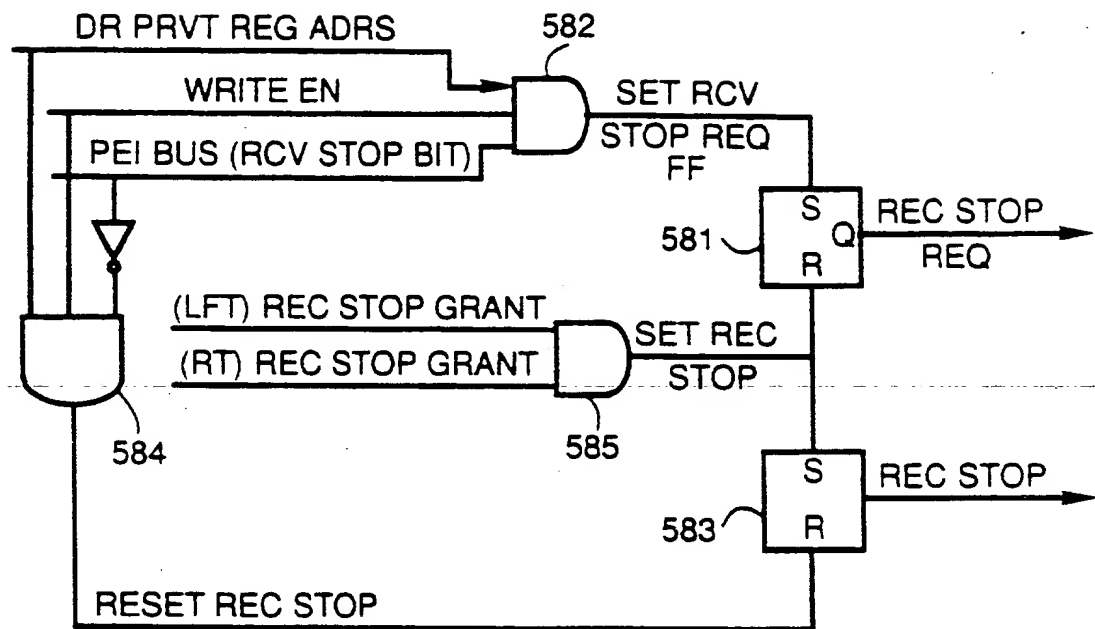 DR PRVT REG ADRS
582
WRITE EN
SET RCV
STOP REQ
FF
PEI BUS (RCV STOP BIT)
S
581
Q
R
REC STOP
REQ
(LFT) REC STOP GRANT
SET REC
STOP
(RT) REC STOP GRANT
584
585
S
583
R
REC STOP
RESET REC STOP